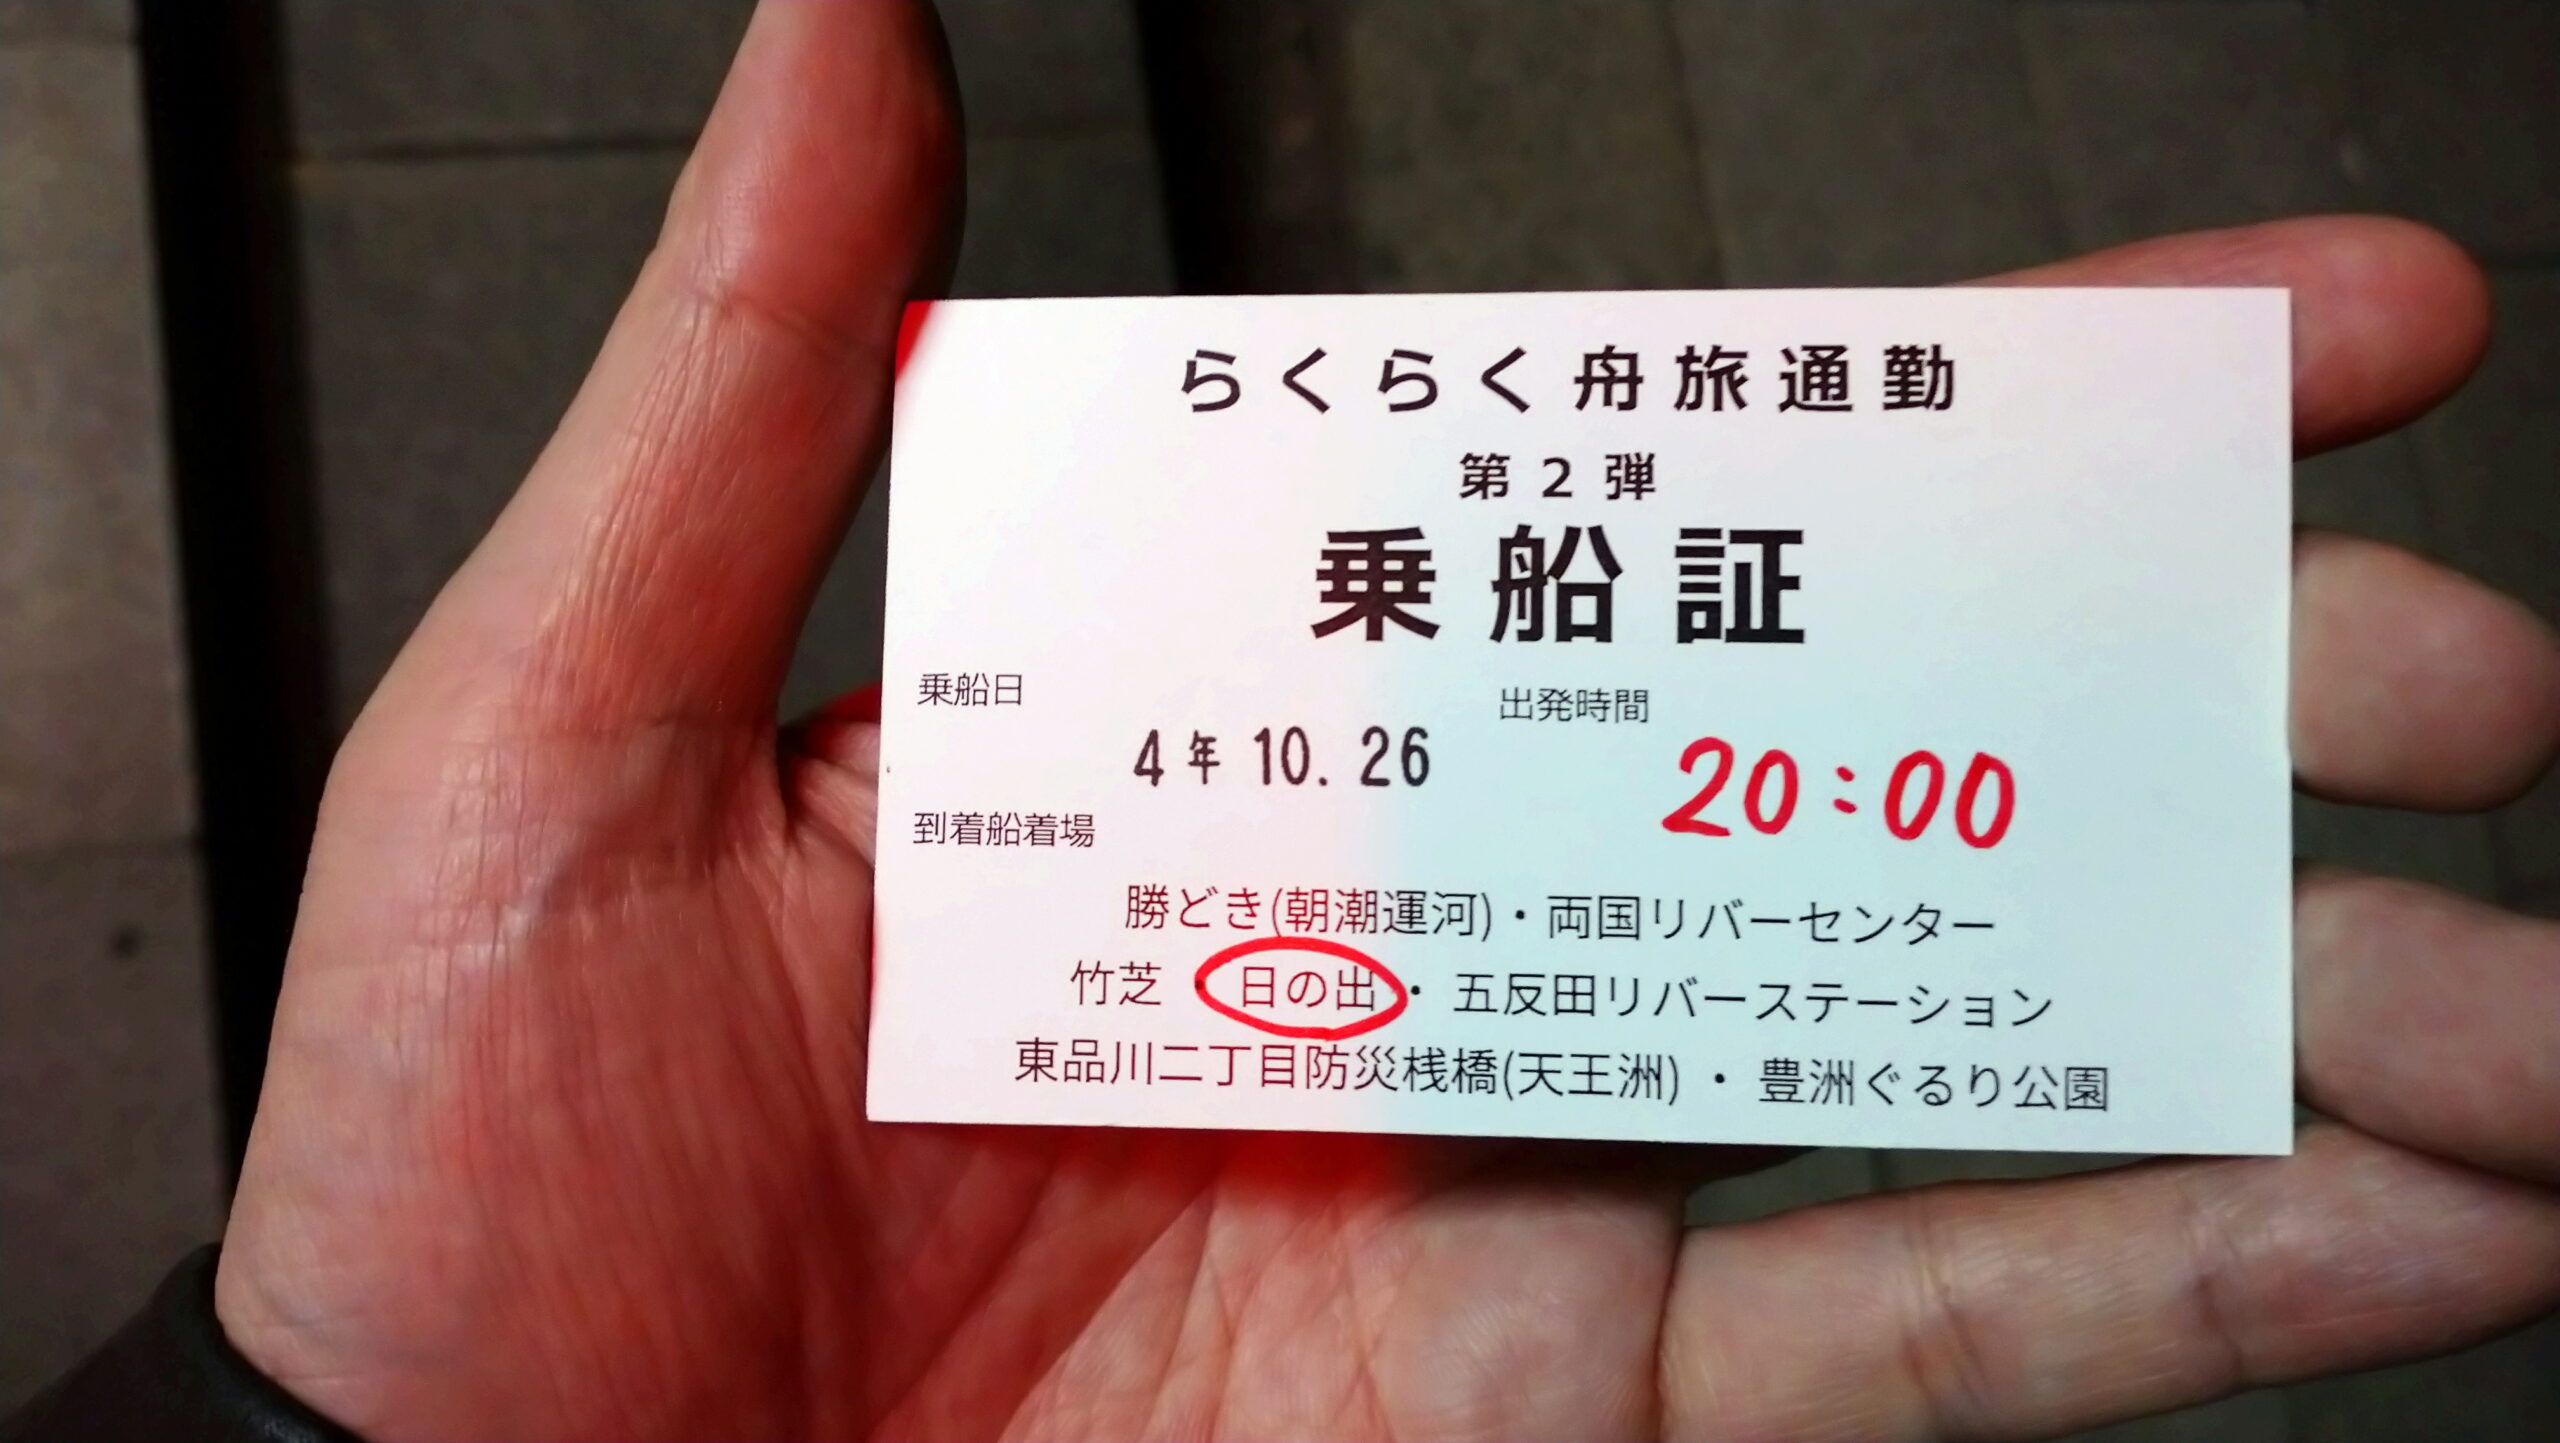 らくらく舟旅通勤
第2弾
乗船証
乗船日
出発時間
4年10.26
20:00
到着船着場
勝どき(朝潮運河)・両国リバーセンター
竹芝・日の出・五反田リバーステーション
東品川二丁目防災桟橋(天王洲)・豊洲ぐるり公園